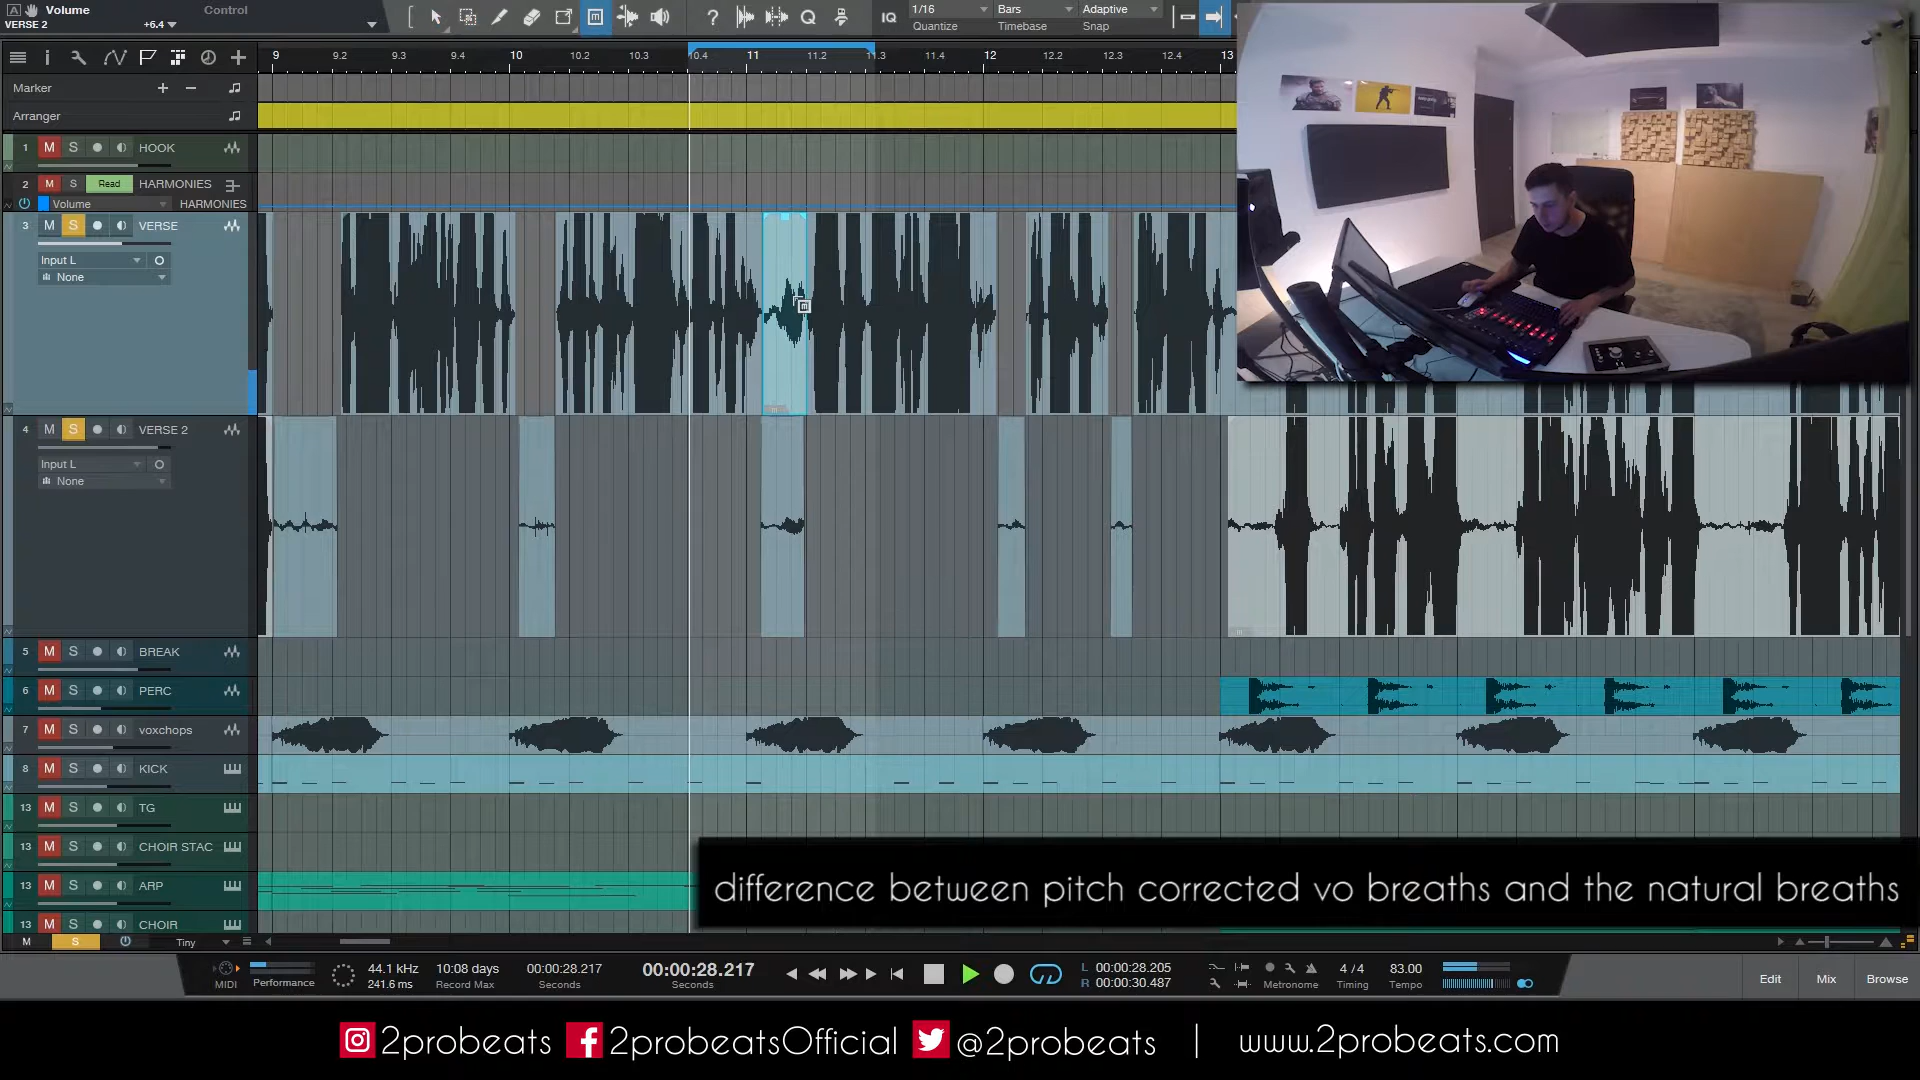 Volume
Control
VERSE 2
+6.4
IQ
1/16
Quantize
Bars
Timebase
Adaptive
Snap
9 9.2 9.3 9.4 10 10.2 10.3 10.4 11 11.2 11.3 11.4 12 12.2 12.3 12.4 13
Marker
Arranger
1 M S HOOK
2 M S Read HARMONIES
Volume HARMONIES
3 M S VERSE
Input L
None
4 M S VERSE 2
Input L
None
5 M S BREAK
6 M S PERC
7 M S voxchops
8 M S KICK
13 M S TG
13 M S CHOIR STAC
13 M S ARP
13 M S CHOIR
difference between pitch corrected vo breaths and the natural breaths
M S Tiny
MIDI
Performance
44.1 kHz
241.6 ms
10:08 days
Record Max
00:00:28.217
Seconds
00:00:28.217
Seconds
L 00:00:28.205
R 00:00:30.487
Metronome
4 / 4
Timing
83.00
Tempo
Edit
Mix
Browse
2probeats 2probeatsOfficial @2probeats | www.2probeats.com